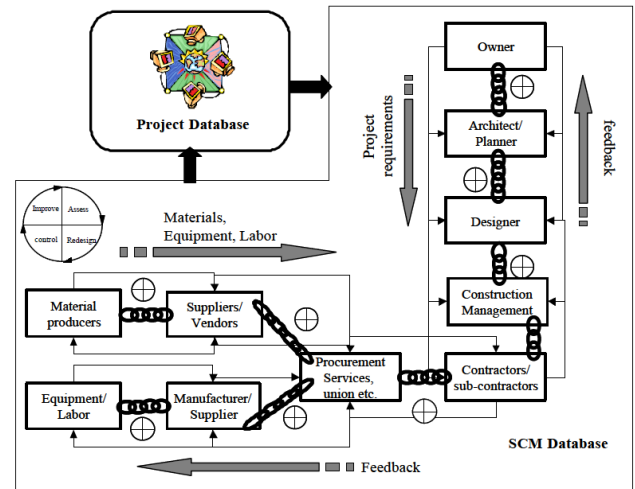 Project Database
Owner
Project
requirements
feedback
Architect/
Planner
Designer
Improve
Assess
control
Redesign
Materials,
Equipment, Labor
Construction
Management
Material
producers
Suppliers/
Vendors
Procurement
Services,
union etc.
Contractors/
sub-contractors
Equipment/
Labor
Manufacturer/
Supplier
SCM Database
Feedback